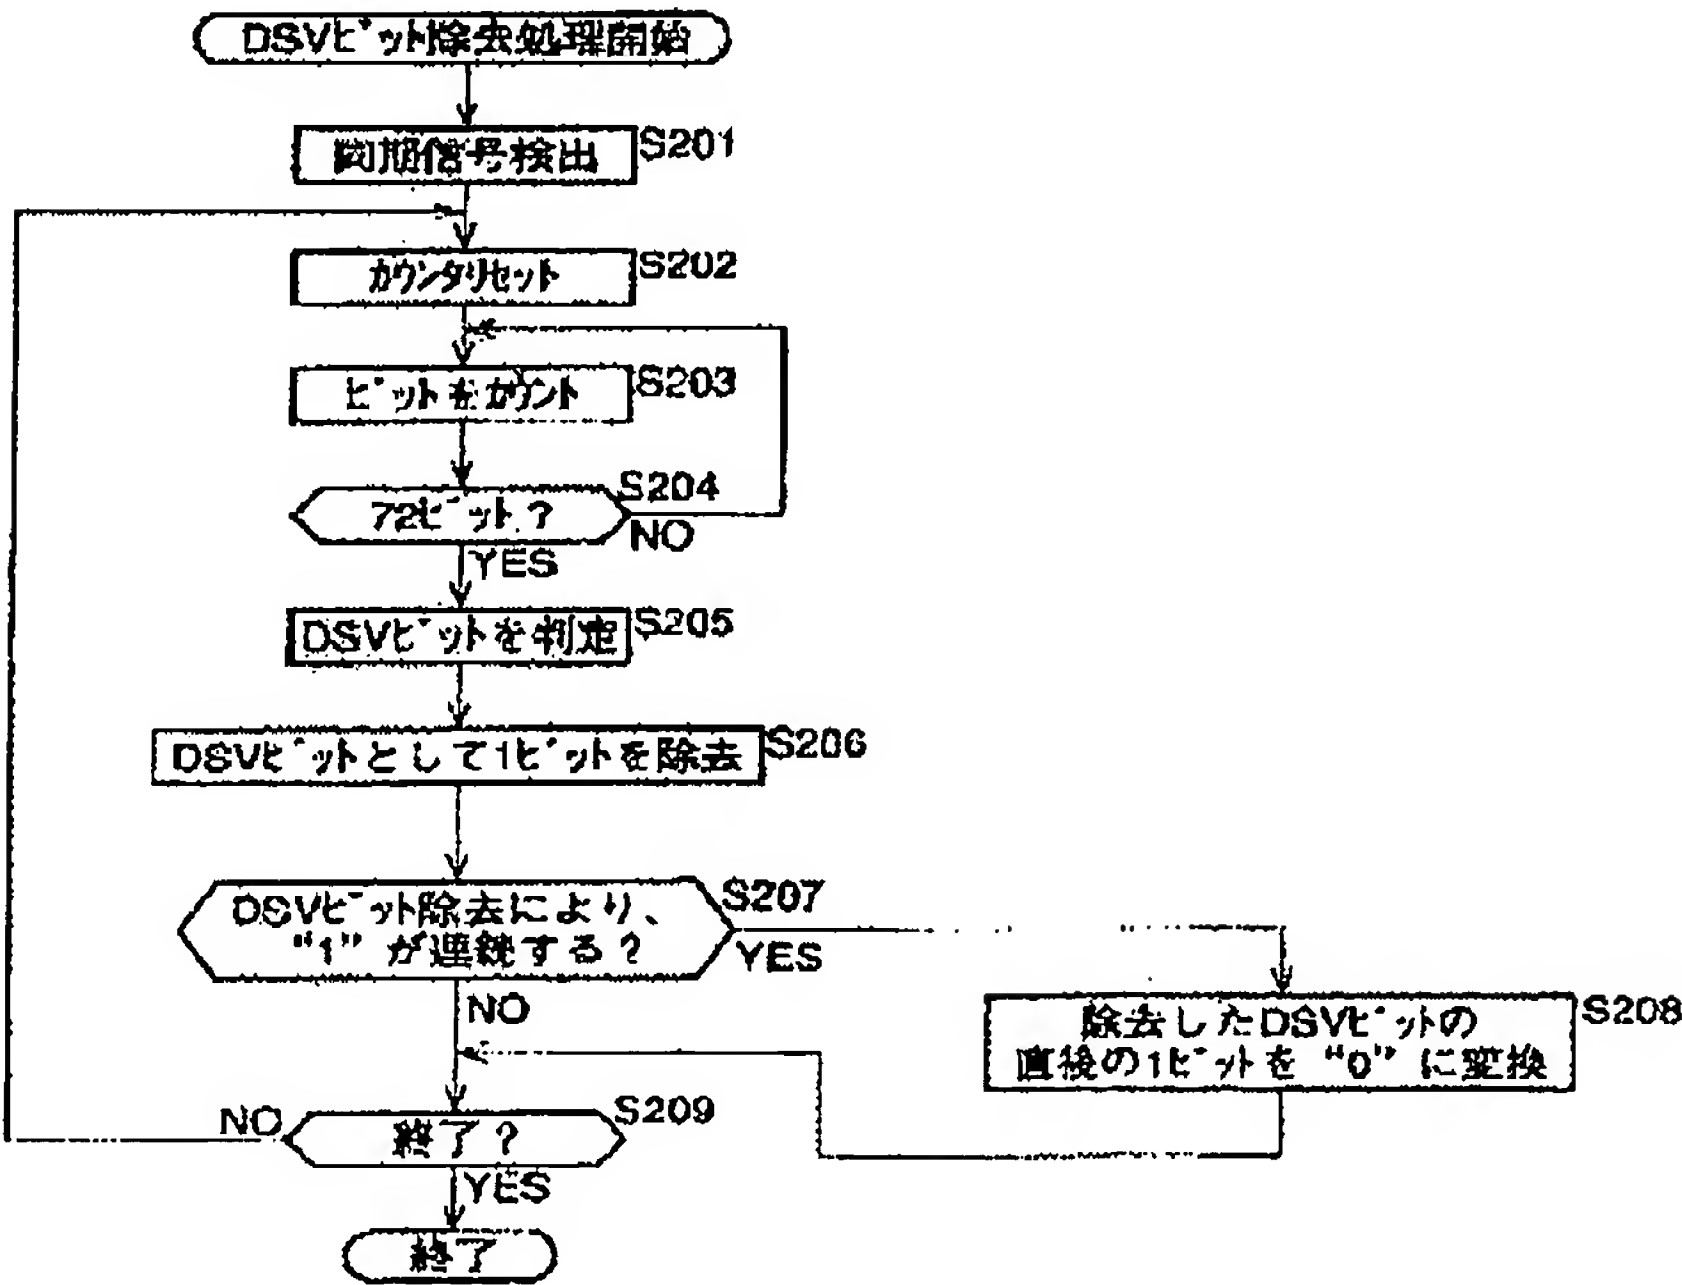 DSVビット除去処理開始
同期信号検出
S201
カウンタリセット
S202
ビットをカウント
S203
S204
72ビット?
NO
YES
DSVビットを判定
S205
DSVビットとして1ビットを除去
S206
S207
DSVビット除去により、
“1”が連続する?
YES
NO
除去したDSVビットの
直後の1ビットを“0”に変換
S208
S209
NO
終了?
YES
終了